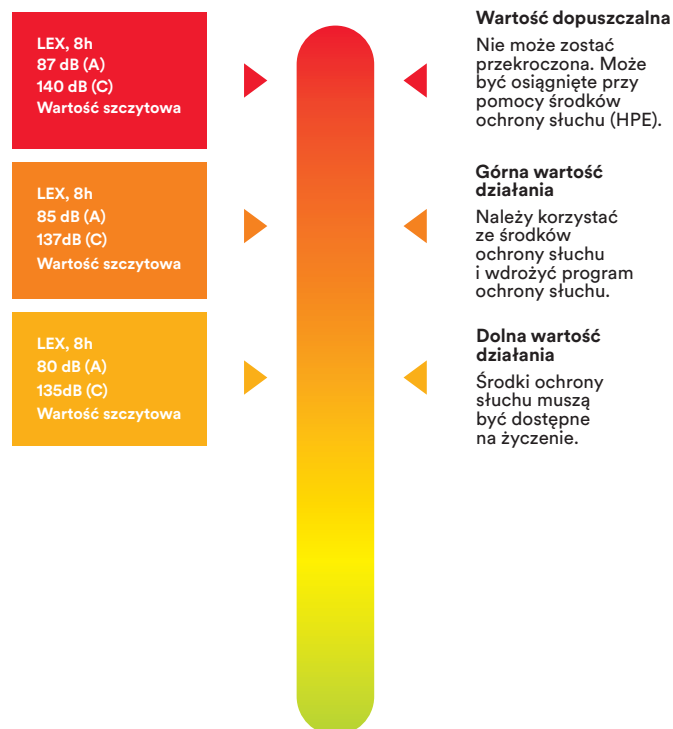 LEX, 8h
87 dB (A)
140 dB (C)
Wartość szczytowa
Wartość dopuszczalna
Nie może zostać
przekroczona. Może
być osiągnięte przy
pomocy środków
ochrony słuchu (HPE).
LEX, 8h
85 dB (A)
137dB (C)
Wartość szczytowa
Górna wartość
działania
Należy korzystać
ze środków
ochrony słuchu
i wdrożyć program
ochrony słuchu.
LEX, 8h
80 dB (A)
135dB (C)
Wartość szczytowa
Dolna wartość
działania
Środki ochrony
słuchu muszą
być dostępne
na życzenie.